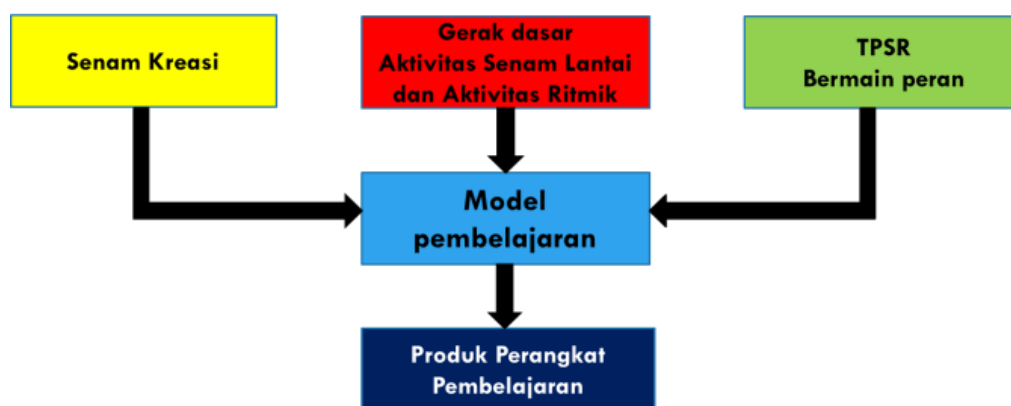 Senam Kreasi
Gerak dasar
Aktivitas Senam Lantai
dan Aktivitas Ritmik
TPSR
Bermain peran
Model
pembelajaran
Produk Perangkat
Pembelajaran